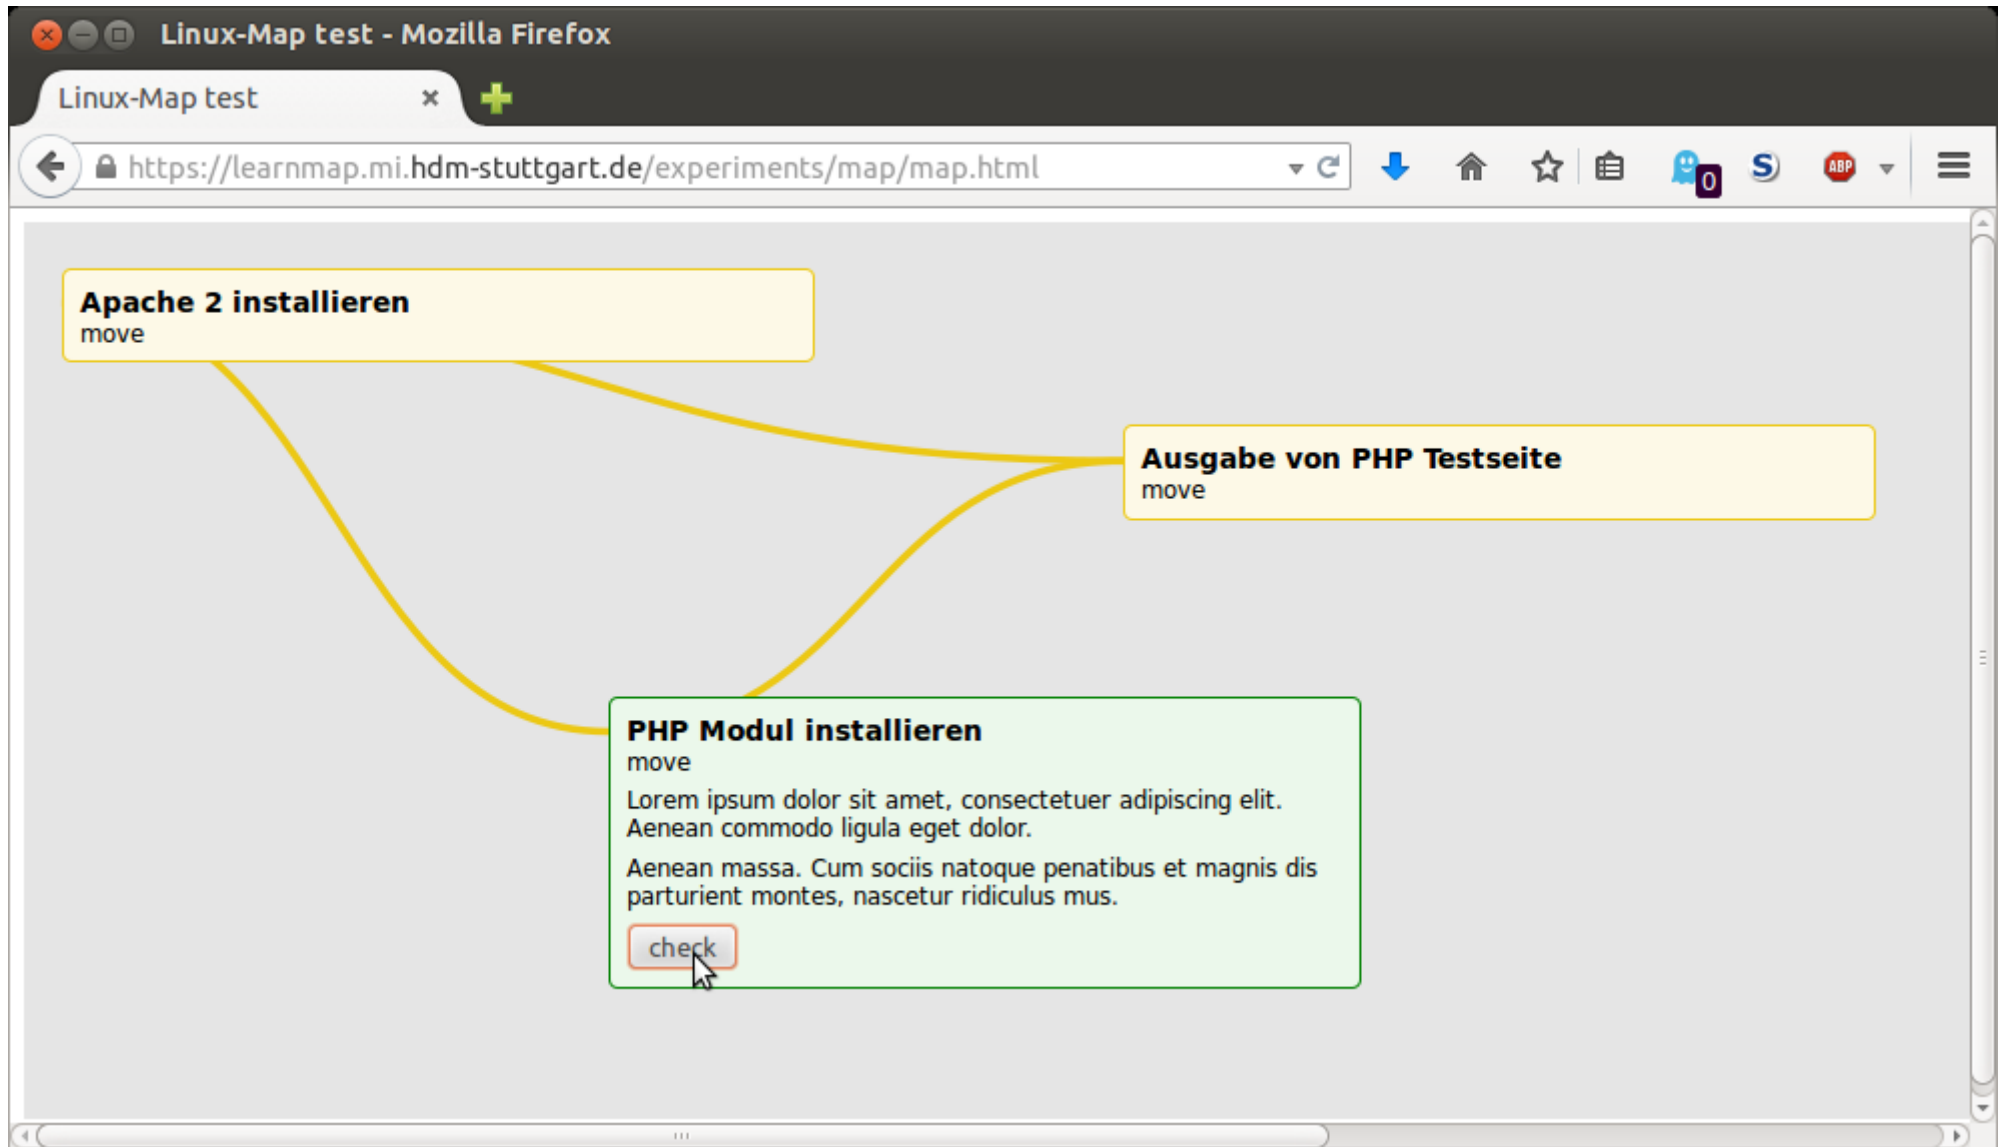 Linux-Map test - Mozilla Firefox
Linux-Map test
https://learnmap.mi.hdm-stuttgart.de/experiments/map/map.html
0
S
ABP
Apache 2 installieren
move
Ausgabe von PHP Testseite
move
PHP Modul installieren
move
Lorem ipsum dolor sit amet, consectetuer adipiscing elit.
Aenean commodo ligula eget dolor.
Aenean massa. Cum sociis natoque penatibus et magnis dis
parturient montes, nascetur ridiculus mus.
check